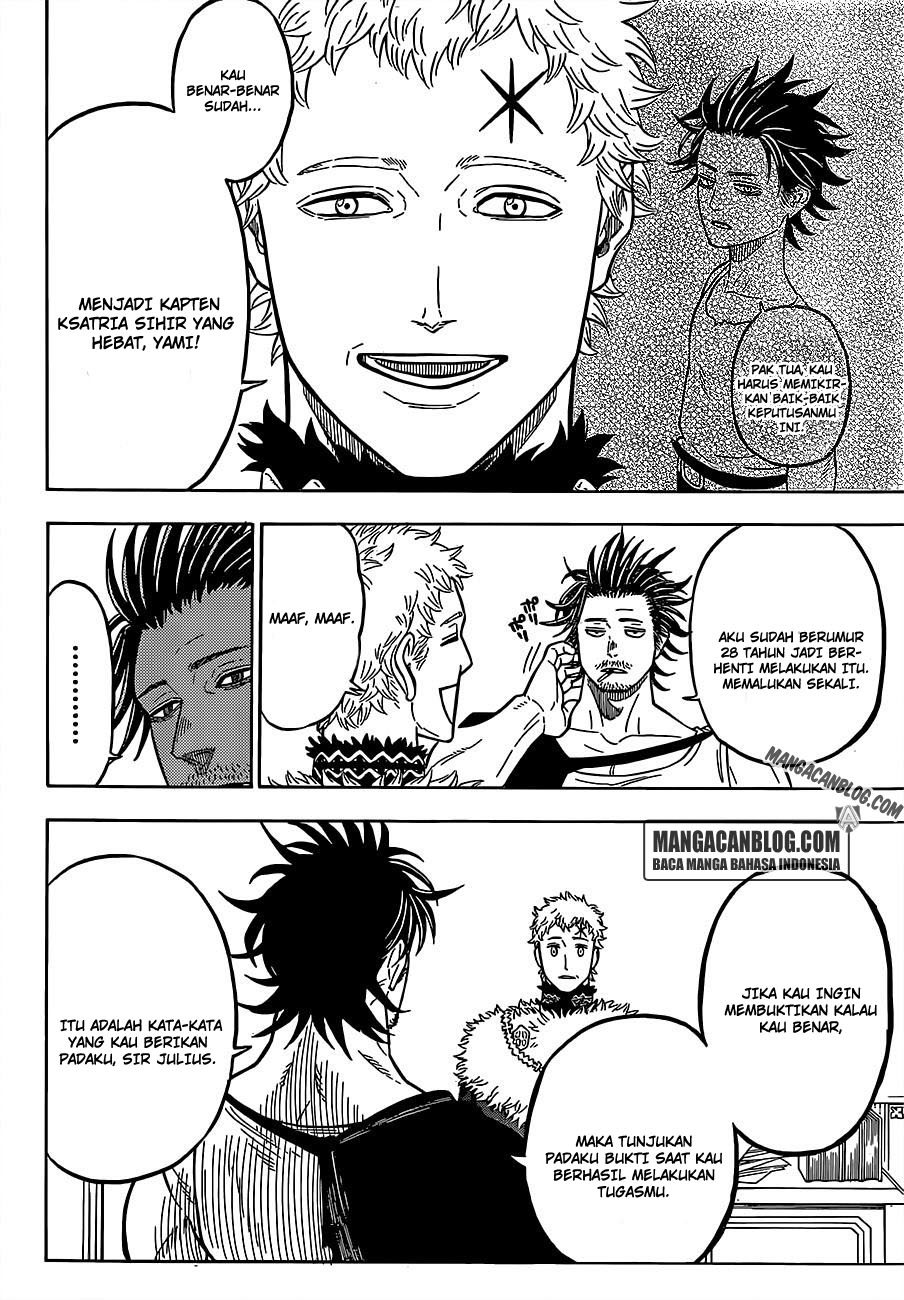 KAU
BENAR-BENAR
SUDAH...
MENJADI KAPTEN
KSATRIA SIHIR YANG
HEBAT, YAMI!
PAK TUA, KAU
HARUS MEMIKIR-
KAN BAIK-BAIK
KEPUTUSANMU
INI.
AKU SUDAH BERUMUR
28 TAHUN JADI BER-
HENTI MELAKUKAN ITU.
MEMALUKAN SEKALI.
MAAF, MAAF.
............
MANGACANBLOG.COM
MANGACANBLOG.COM
BACA MANGA BAHASA INDONESIA
JIKA KAU INGIN
MEMBUKTIKAN KALAU
KAU BENAR,
MAKA TUNJUKAN
PADAKU BUKTI SAAT KAU
BERHASIL MELAKUKAN
TUGASMU.
ITU ADALAH KATA-KATA
YANG KAU BERIKAN
PADAKU, SIR JULIUS.